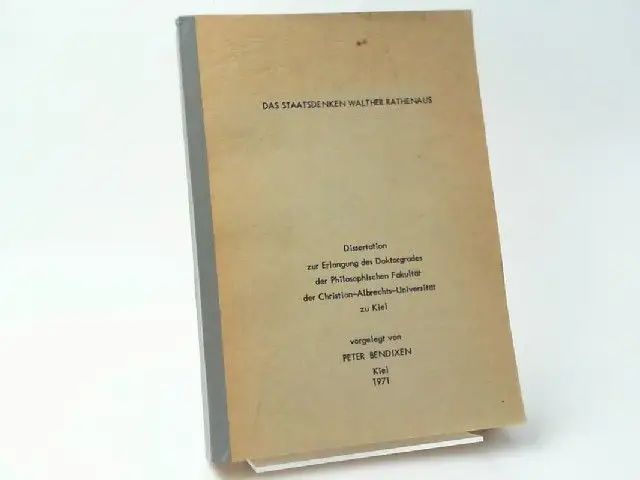 DAS STAATSDENKEN WALTHER RATHENAUS
Dissertation
zur Erlangung des Doktorgrades
der Philosophischen Fakultät
der Christian-Albrechts-Universität
zu Kiel
vorgelegt von
PETER BENDIXEN
Kiel
1971